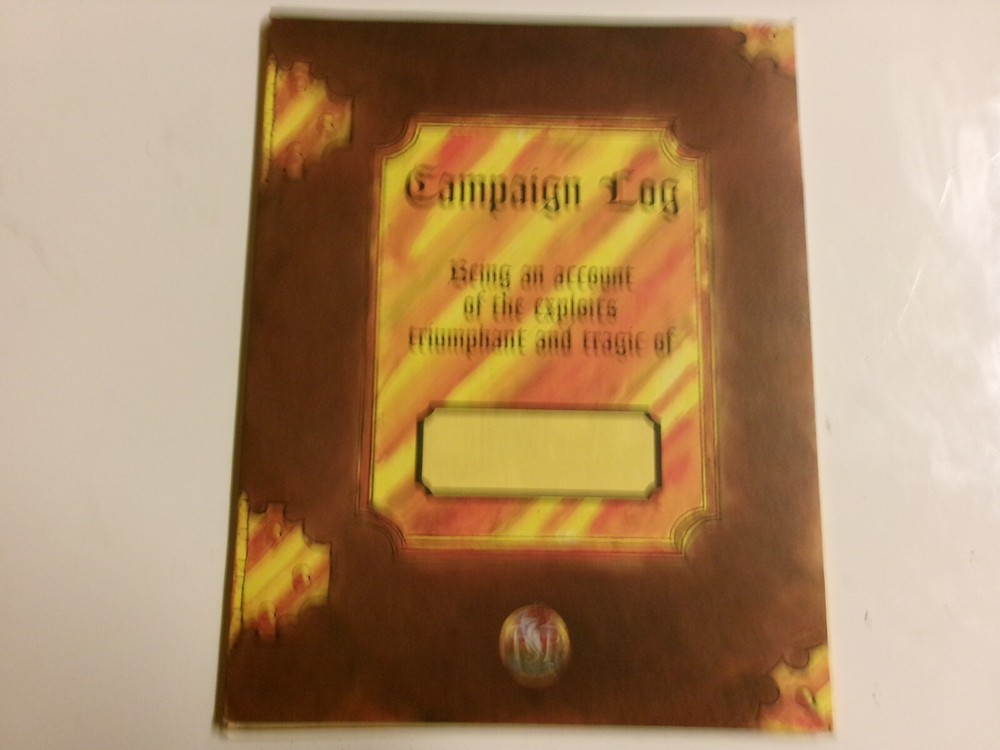 Campaign Log
Being an account
of the exploits
triumphant and tragic of